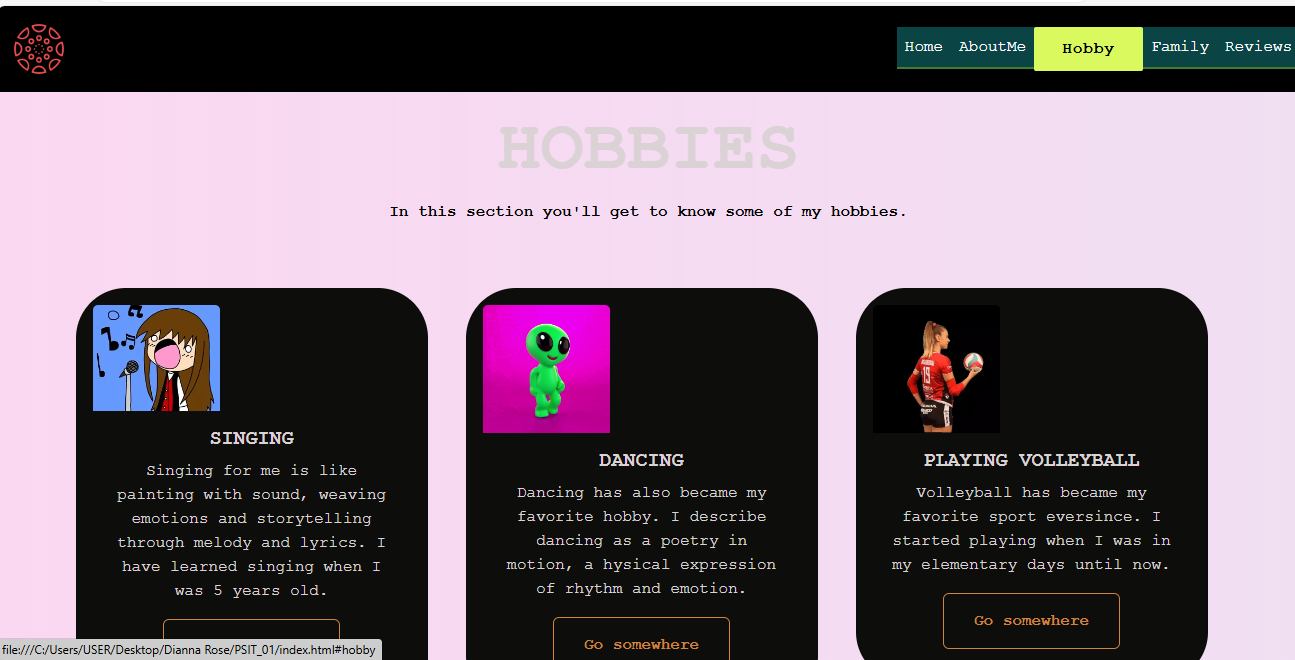 Home AboutMe Hobby Family Reviews
HOBBIES
In this section you'll get to know some of my hobbies.
SINGING
Singing for me is like
painting with sound, weaving
emotions and storytelling
through melody and lyrics. I
have learned singing when I
was 5 years old.
DANCING
Dancing has also became my
favorite hobby. I describe
dancing as a poetry in
motion, a hysical expression
of rhythm and emotion.
Go somewhere
19
PLAYING VOLLEYBALL
Volleyball has became my
favorite sport eversince. I
started playing when I was in
my elementary days until now.
Go somewhere
file:///C:/Users/USER/Desktop/Dianna Rose/PSIT_01/index.html#hobby